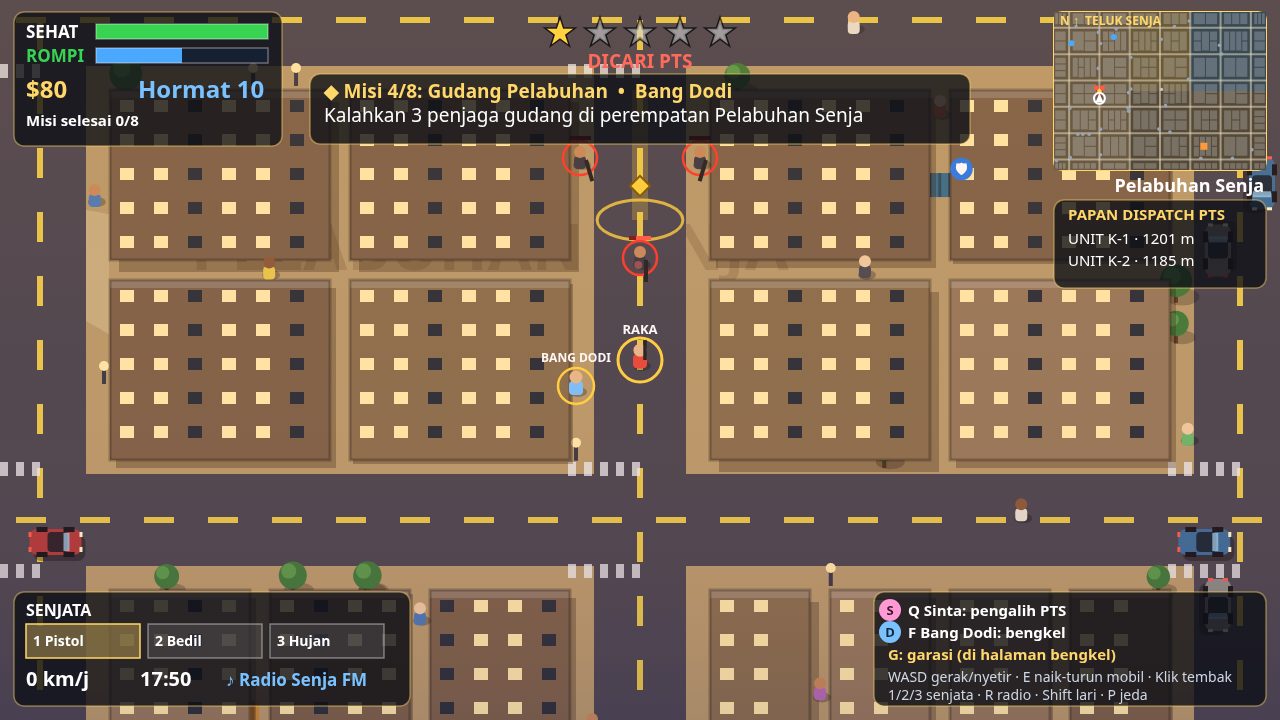 SEHAT
ROMPI
$80 Hormat 10
Misi selesai 0/8
DICARI PTS
◆ Misi 4/8: Gudang Pelabuhan • Bang Dodi
Kalahkan 3 penjaga gudang di perempatan Pelabuhan Senja
N ↑ TELUK SENJA
Pelabuhan Senja
PAPAN DISPATCH PTS
UNIT K-1 · 1201 m
UNIT K-2 · 1185 m
PELABUHAN SENJA
RAKA
BANG DODI
SENJATA
1 Pistol 2 Bedil 3 Hujan
0 km/j 17:50 ♪ Radio Senja FM
S Q Sinta: pengalih PTS
D F Bang Dodi: bengkel
G: garasi (di halaman bengkel)
WASD gerak/nyetir · E naik-turun mobil · Klik tembak
1/2/3 senjata · R radio · Shift lari · P jeda